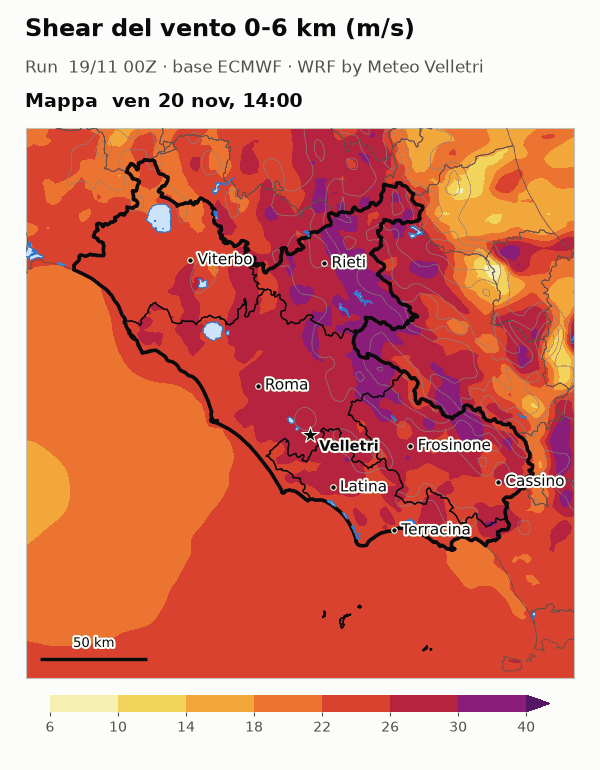 Shear del vento 0-6 km (m/s)
Run  19/11 00Z · base ECMWF · WRF by Meteo Velletri
Mappa  ven 20 nov, 14:00
Viterbo
Rieti
Roma
Velletri
Frosinone
Cassino
Latina
Terracina
50 km
6 10 14 18 22 26 30 40